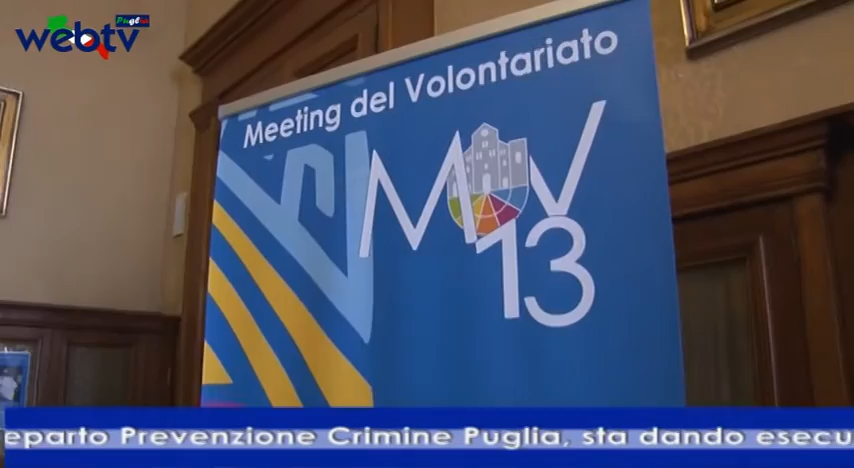 Puglia
webtv
Meeting del Volontariato
MV
13
eparto Prevenzione Crimine Puglia, sta dando esecu